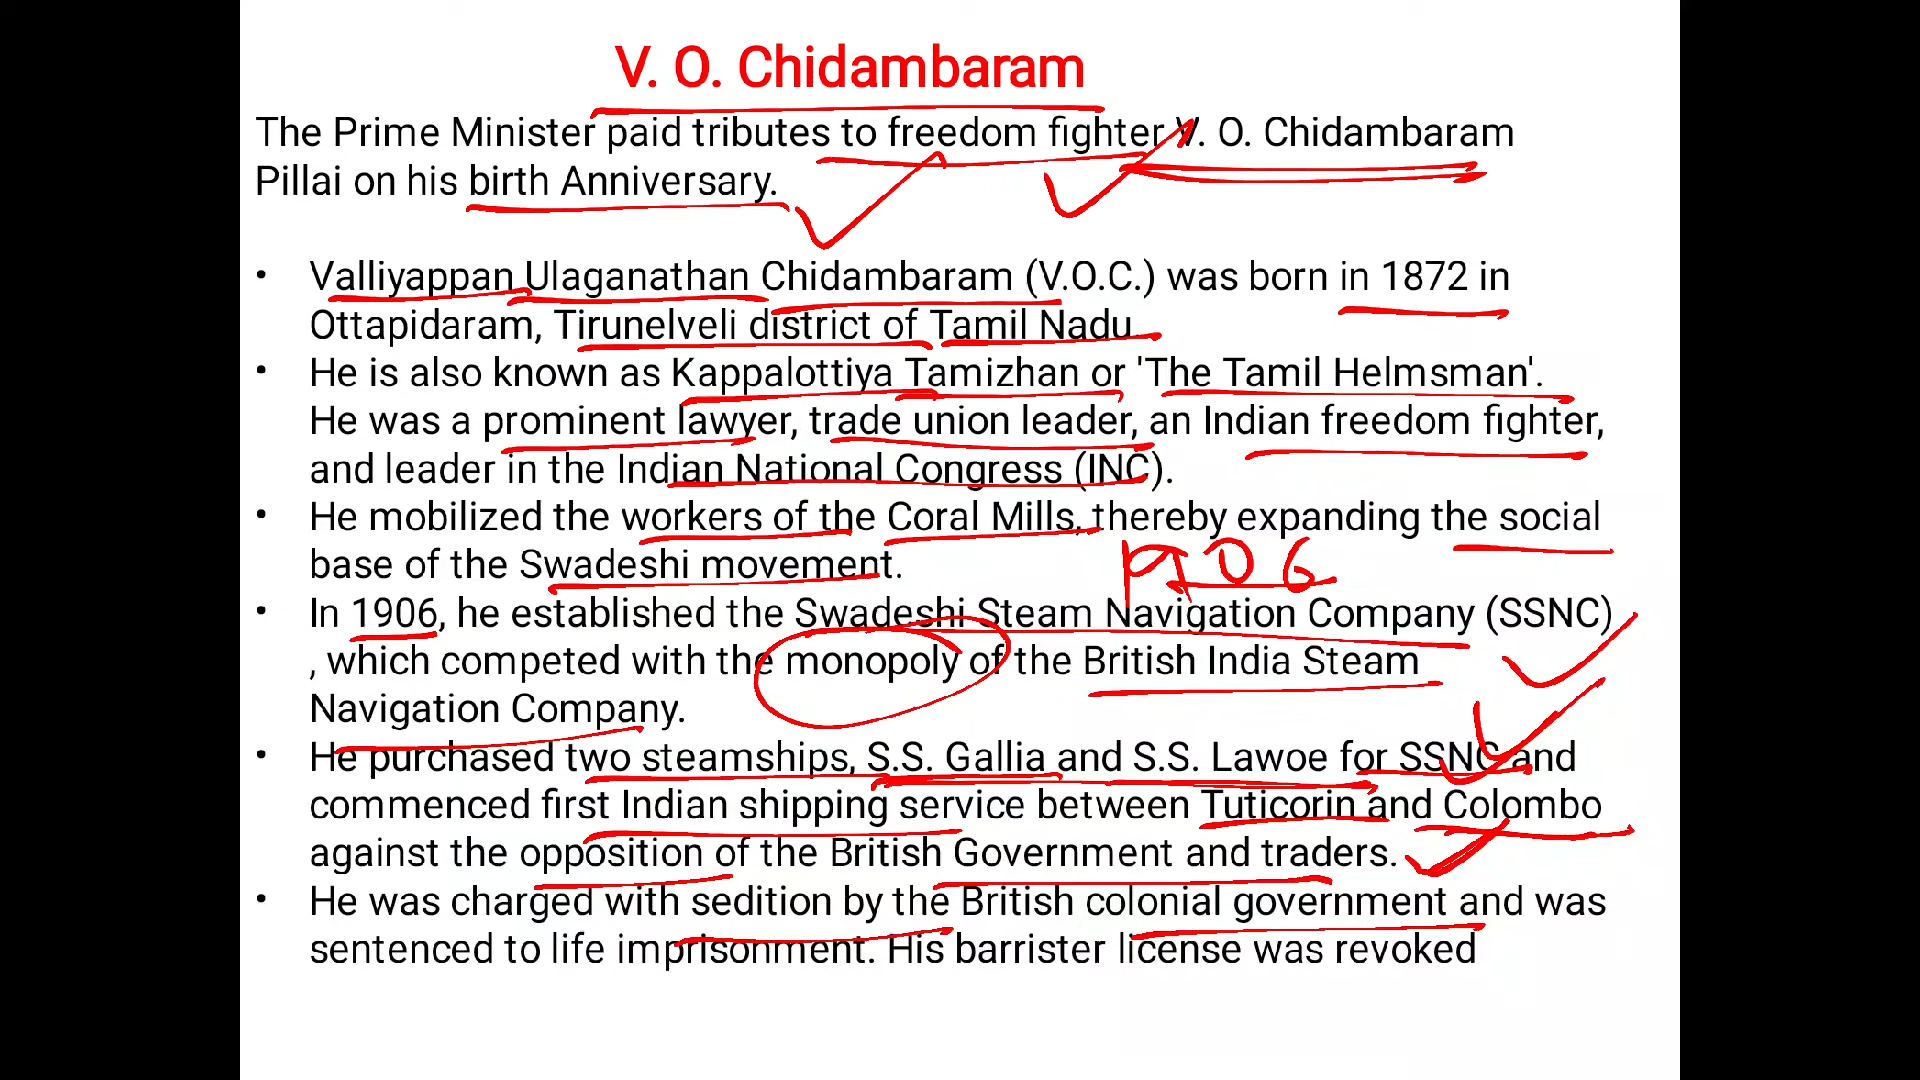 V. O. Chidambaram
The Prime Minister paid tributes to freedom fighter V. O. Chidambaram
Pillai on his birth Anniversary.
• Valliyappan Ulaganathan Chidambaram (V.O.C.) was born in 1872 in
Ottapidaram, Tirunelveli district of Tamil Nadu.
• He is also known as Kappalottiya Tamizhan or 'The Tamil Helmsman'.
He was a prominent lawyer, trade union leader, an Indian freedom fighter,
and leader in the Indian National Congress (INC).
• He mobilized the workers of the Coral Mills, thereby expanding the social
base of the Swadeshi movement.
1906
• In 1906, he established the Swadeshi Steam Navigation Company (SSNC)
, which competed with the monopoly of the British India Steam
Navigation Company.
• He purchased two steamships, S.S. Gallia and S.S. Lawoe for SSNC and
commenced first Indian shipping service between Tuticorin and Colombo
against the opposition of the British Government and traders.
• He was charged with sedition by the British colonial government and was
sentenced to life imprisonment. His barrister license was revoked